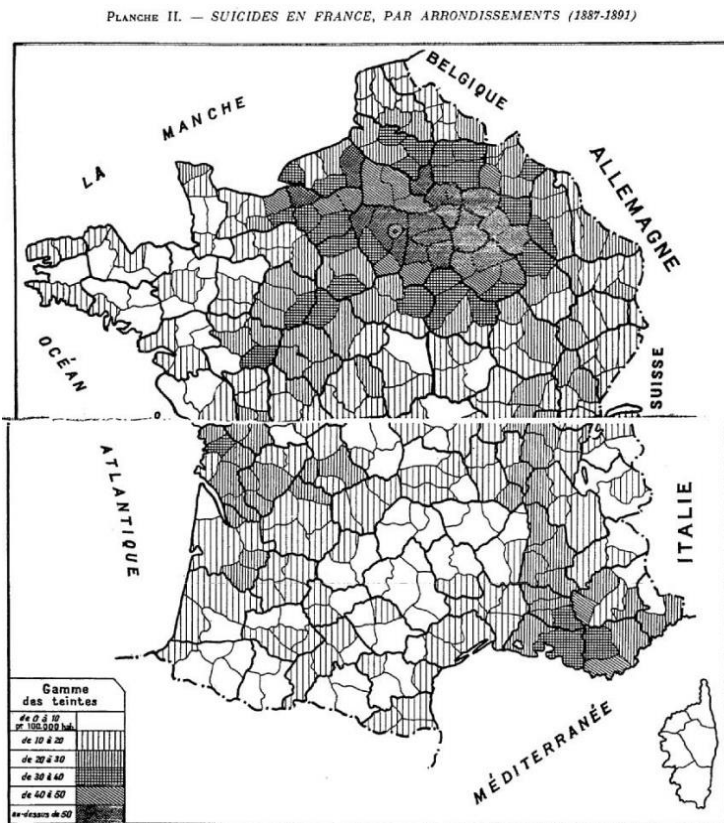 PLANCHE II. — SUICIDES EN FRANCE, PAR ARRONDISSEMENTS (1887-1891)
BELGIQUE
LA MANCHE
ALLEMAGNE
OCÉAN
SUISSE
ATLANTIQUE
ITALIE
Gamme
des teintes
de 0 à 10
pr 100.000 hab.
de 10 à 20
de 20 à 30
de 30 à 40
de 40 à 50
au-dessus de 50
MÉDITERRANÉE